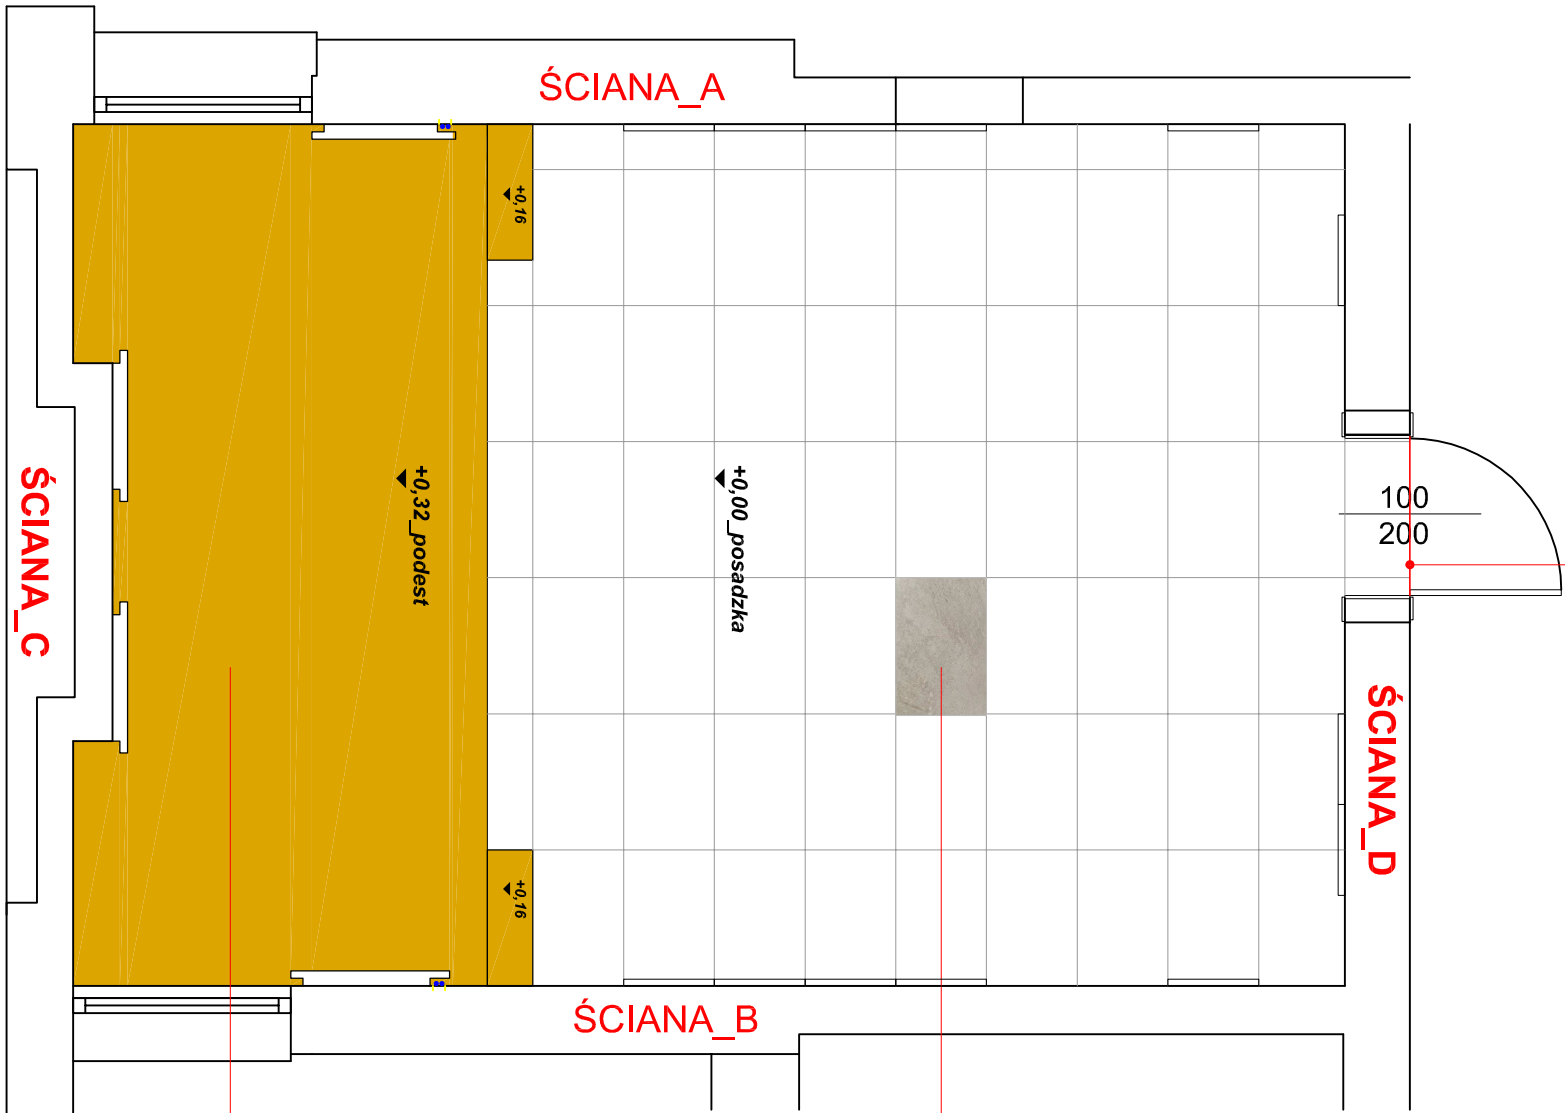 ŚCIANA_A
+0,16
ŚCIANA_C
+0,32_podest
+0,00_posadzka
100
200
ŚCIANA_D
+0,16
ŚCIANA_B